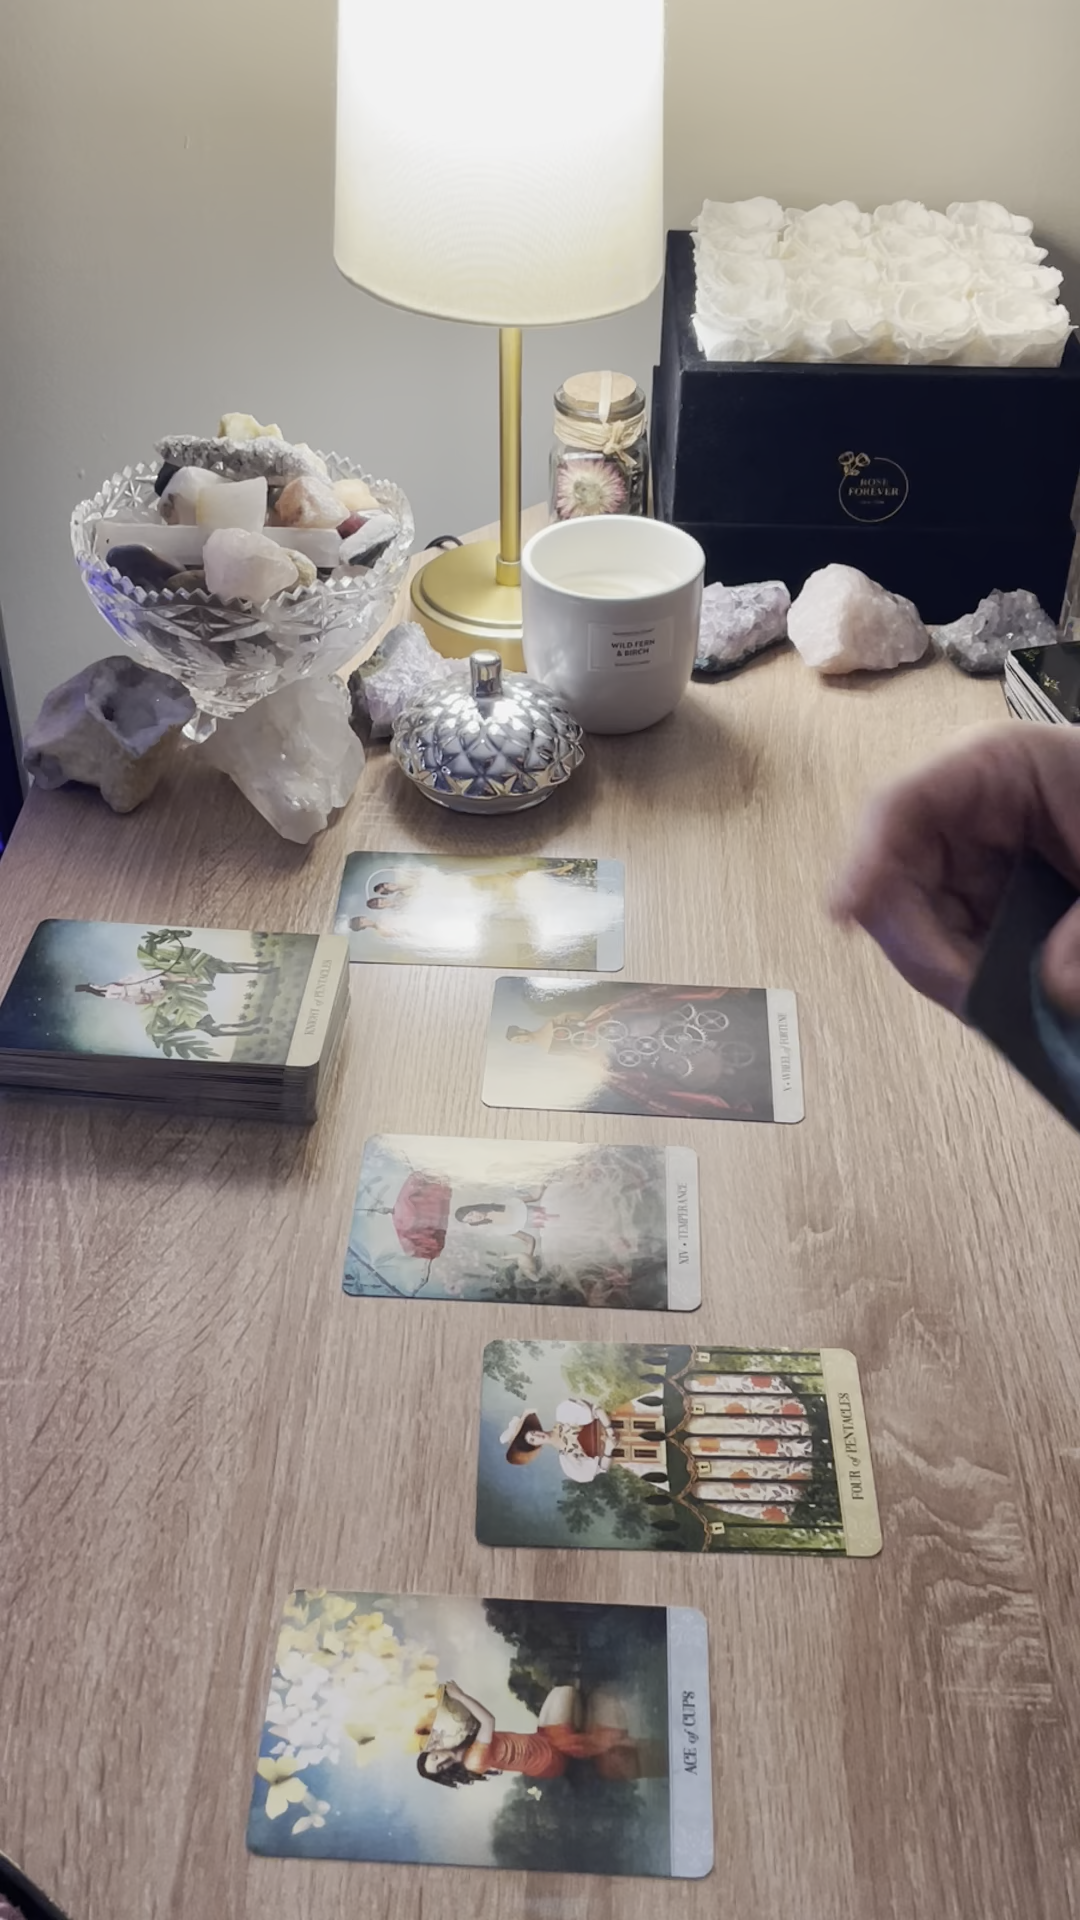 ROSE
FOREVER
WILD FERN
& BIRCH
KNIGHT of PENTACLES
X • WHEEL of FORTUNE
XIV • TEMPERANCE
FOUR of PENTACLES
ACE of CUPS